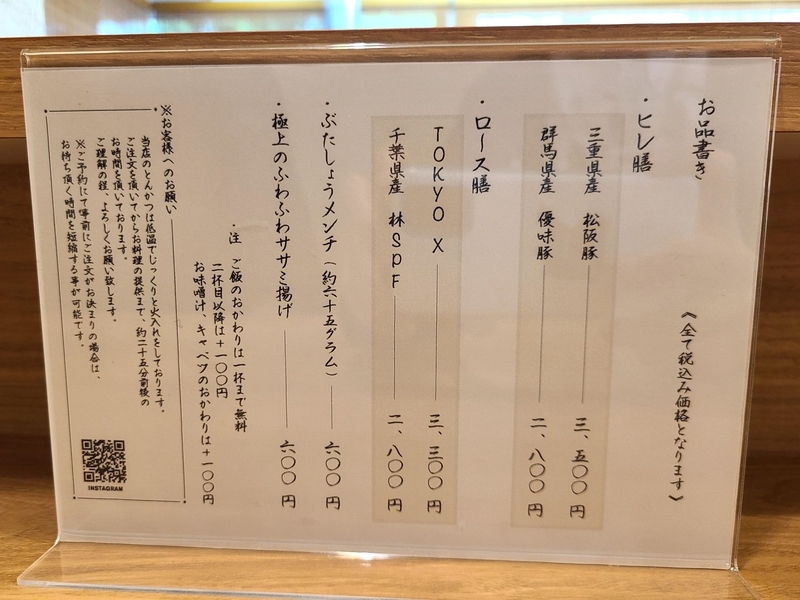 お品書き
《全て税込み価格となります》
・ヒレ膳
三重県産 松阪豚 三、五〇〇円
群馬県産 優味豚 二、八〇〇円
・ロース膳
TOKYO X 三、三〇〇円
千葉県産 林SPF 二、八〇〇円
・ぶたしょうメンチ（約六十五グラム） 六〇〇円
・極上のふわふわササミ揚げ 六〇〇円
・注 ご飯のおかわりは一杯まで無料
二杯目以降は+一〇〇円
お味噌汁、キャベツのおかわりは+一〇〇円
※お客様へのお願い
当店のとんかつは低温でじっくりと火入れをしております。
ご注文を頂いてからお料理の提供まで、約二十五分前後の
お時間を頂いております。
ご理解の程、よろしくお願い致します。
※ご予約にて事前にご注文がお決まりの場合は、
お待ち頂く時間を短縮する事が可能です。
INSTAGRAM